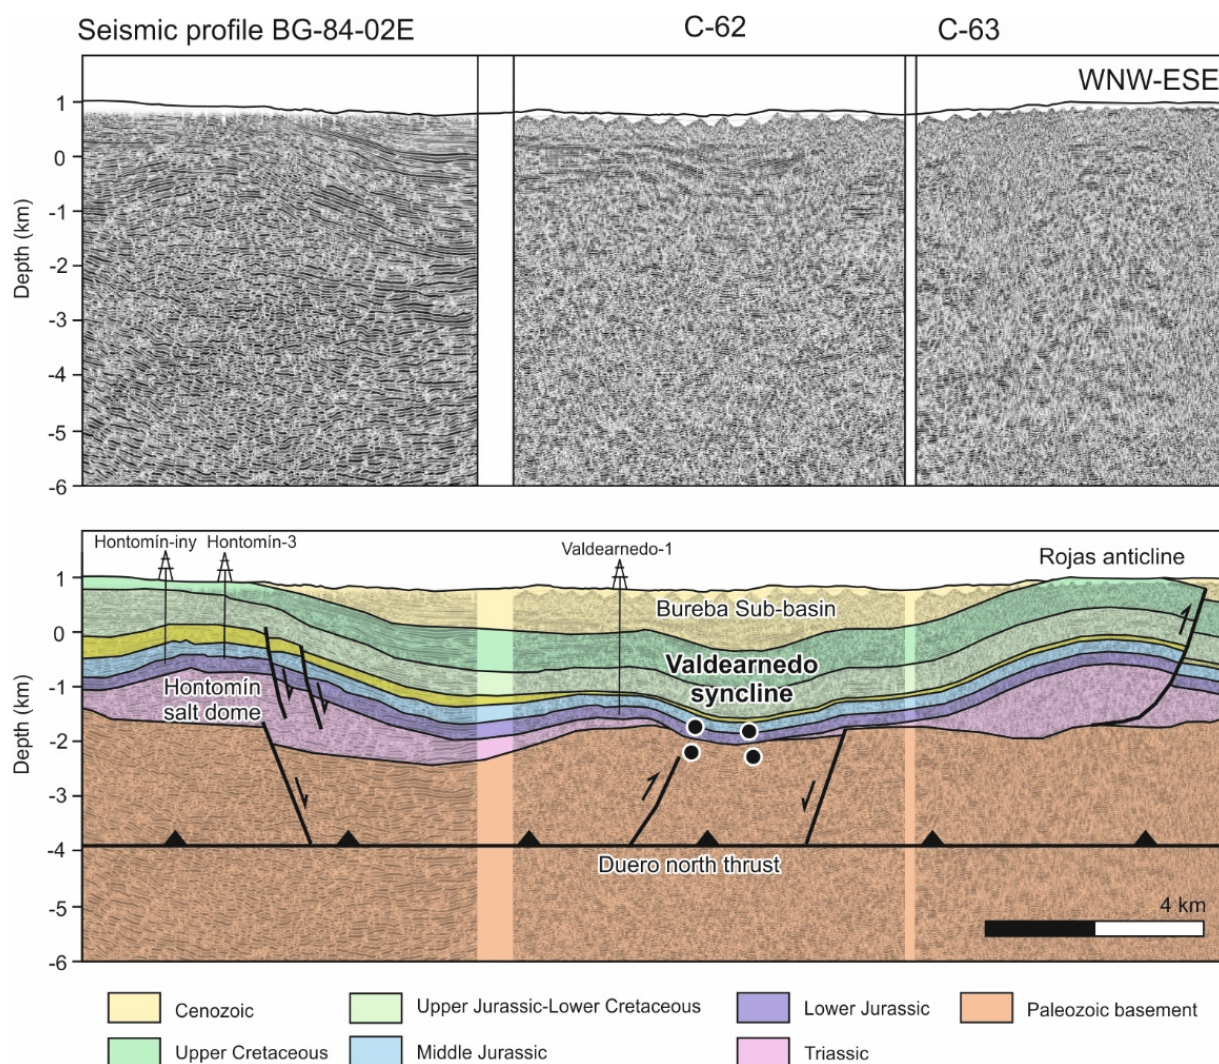 Seismic profile BG-84-02E
C-62
C-63
WNW-ESE
Depth (km)
1
0
-1
-2
-3
-4
-5
-6
Hontomín-iny
Hontomín-3
Valdearnedo-1
Rojas anticline
Bureba Sub-basin
Valdearnedo
syncline
Hontomín
salt dome
Duero north thrust
4 km
Depth (km)
1
0
-1
-2
-3
-4
-5
-6
Cenozoic
Upper Jurassic-Lower Cretaceous
Lower Jurassic
Paleozoic basement
Upper Cretaceous
Middle Jurassic
Triassic